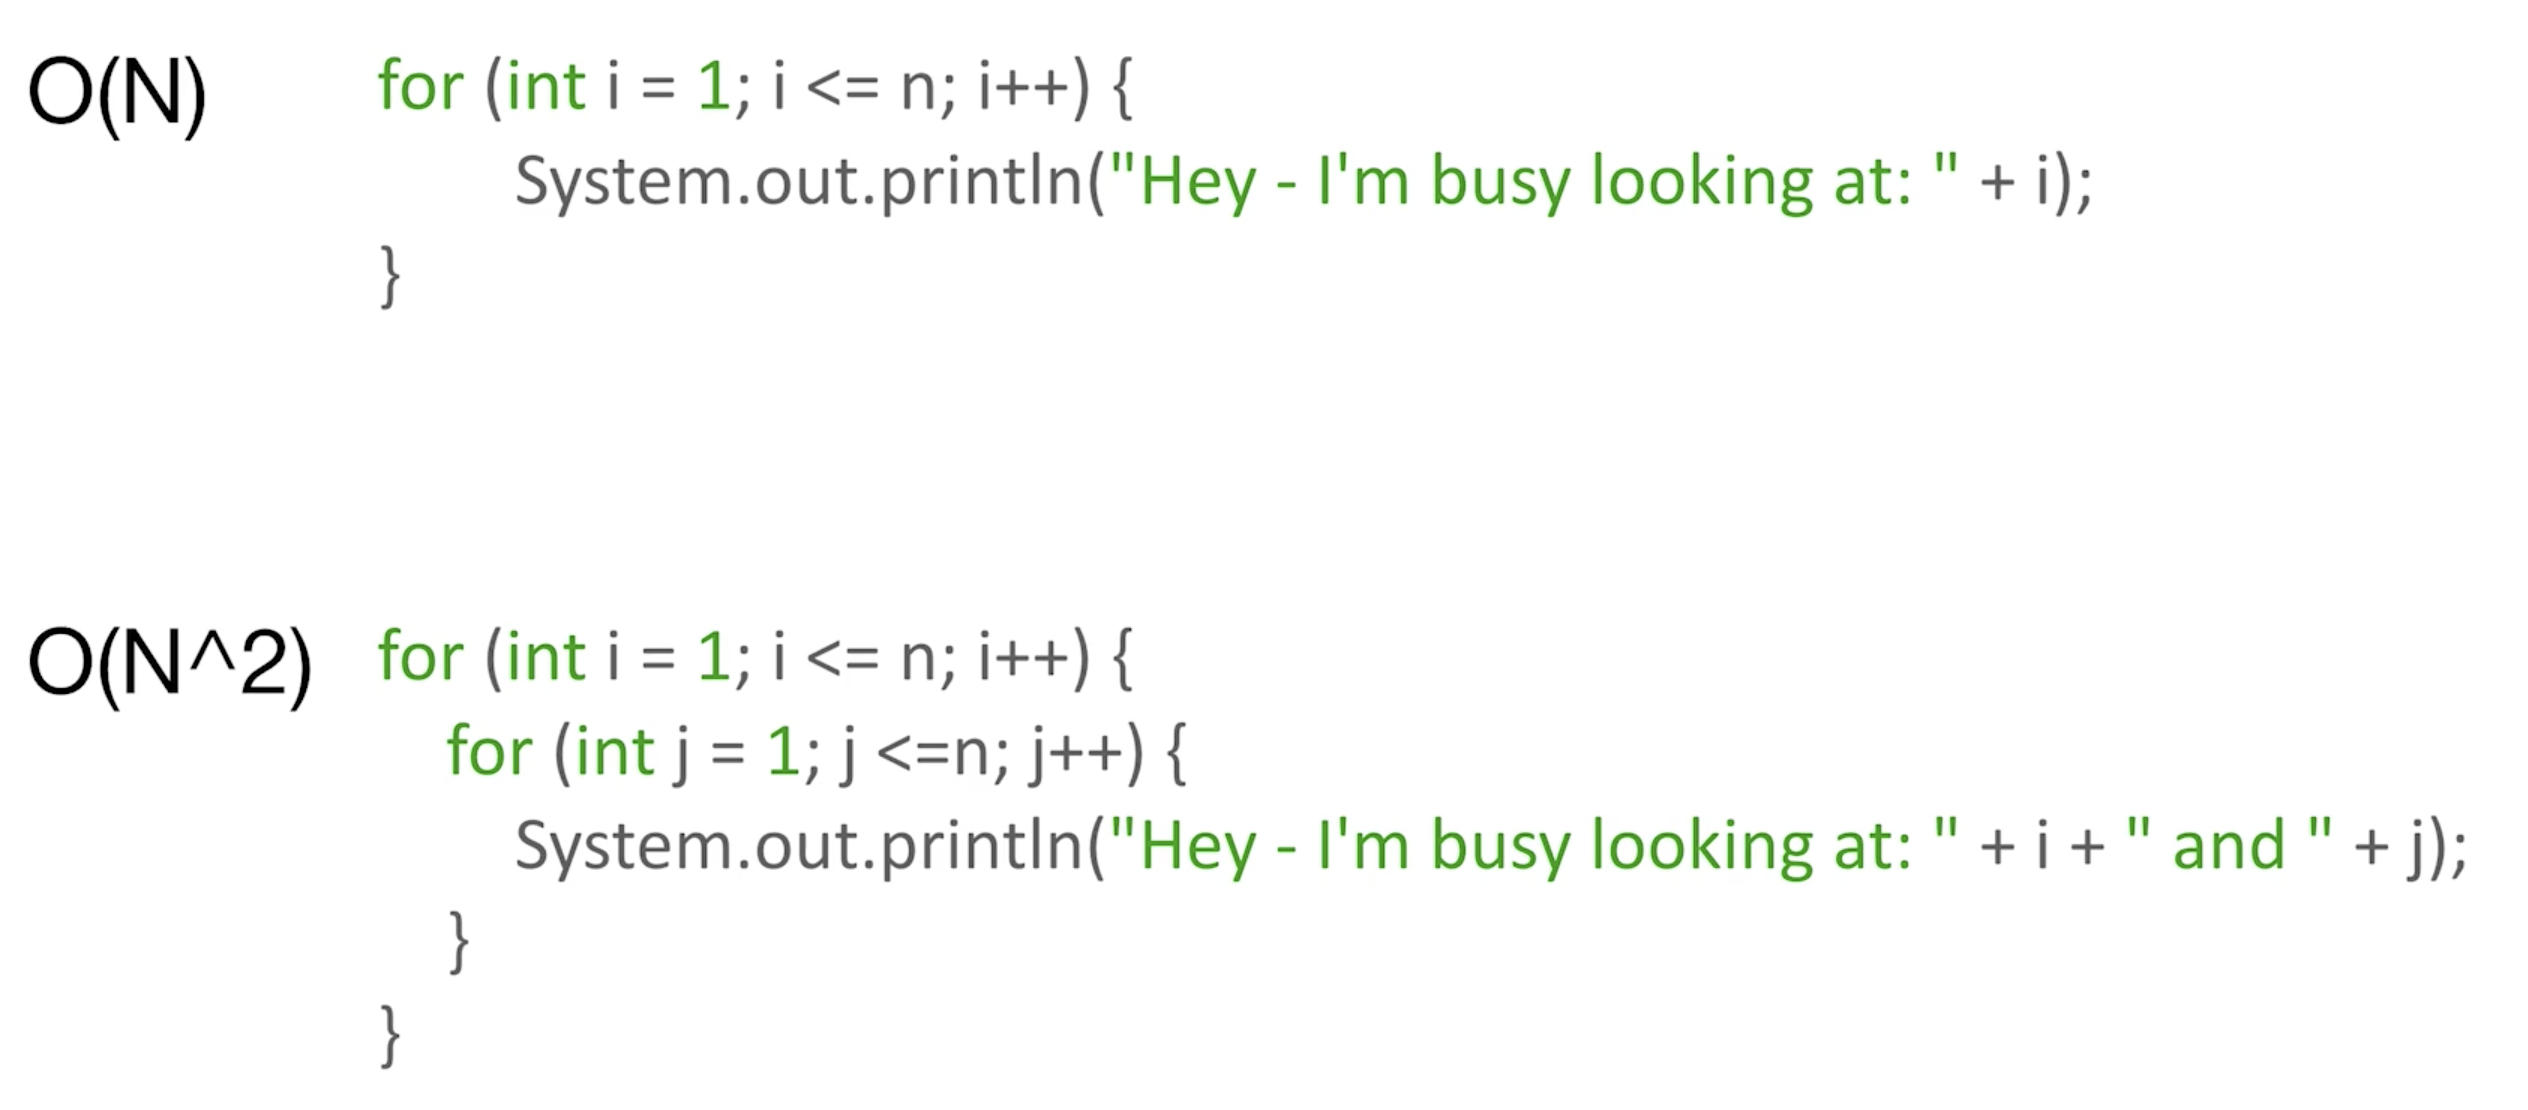 O(N) for (int i = 1; i <= n; i++) {
System.out.println("Hey - I'm busy looking at: " + i);
}
O(N^2) for (int i = 1; i <= n; i++) {
for (int j = 1; j <=n; j++) {
System.out.println("Hey - I'm busy looking at: " + i + " and " + j);
}
}